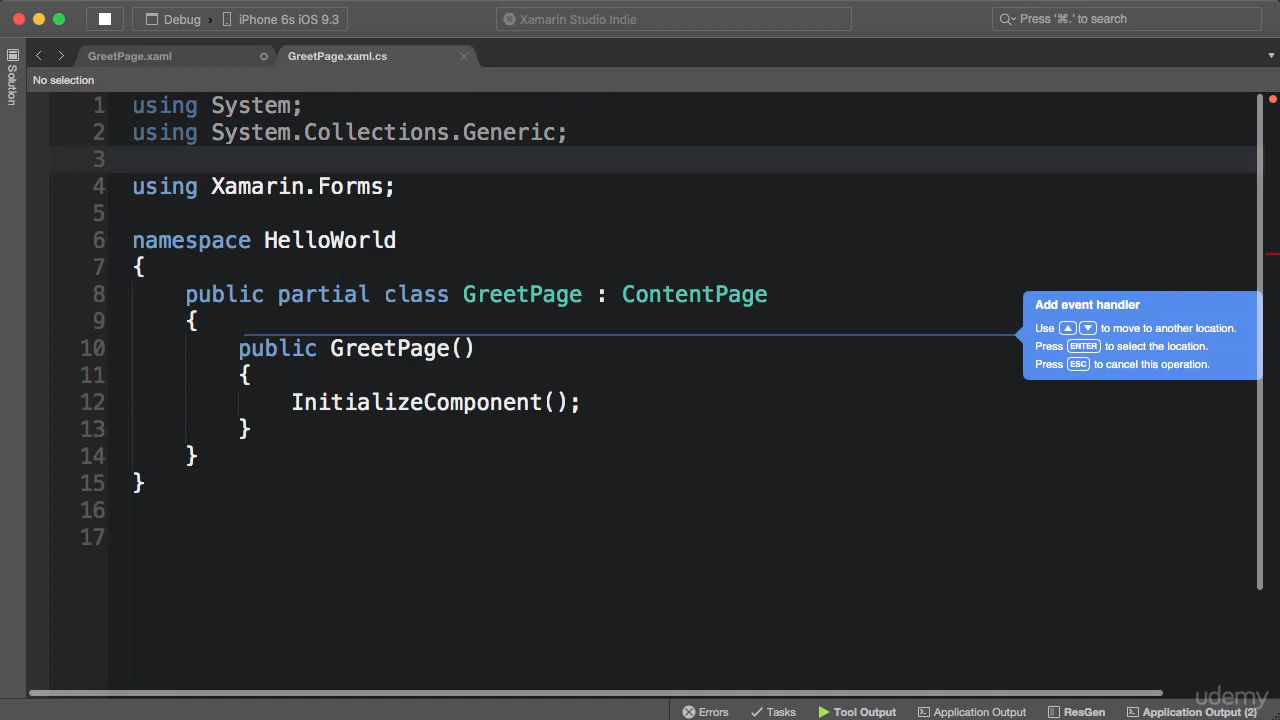 Debug
iPhone 6s iOS 9.3
Xamarin Studio Indie
Press '⌘.' to search
Solution
GreetPage.xaml
GreetPage.xaml.cs
No selection
1 using System;
2 using System.Collections.Generic;
3
4 using Xamarin.Forms;
5
6 namespace HelloWorld
7 {
8 public partial class GreetPage : ContentPage
9 {
10 public GreetPage()
11 {
12 InitializeComponent();
13 }
14 }
15 }
16
17
Add event handler
Use ▲ ▼ to move to another location.
Press ENTER to select the location.
Press ESC to cancel this operation.
Errors
Tasks
Tool Output
Application Output
ResGen
Application Output (2)
udemy